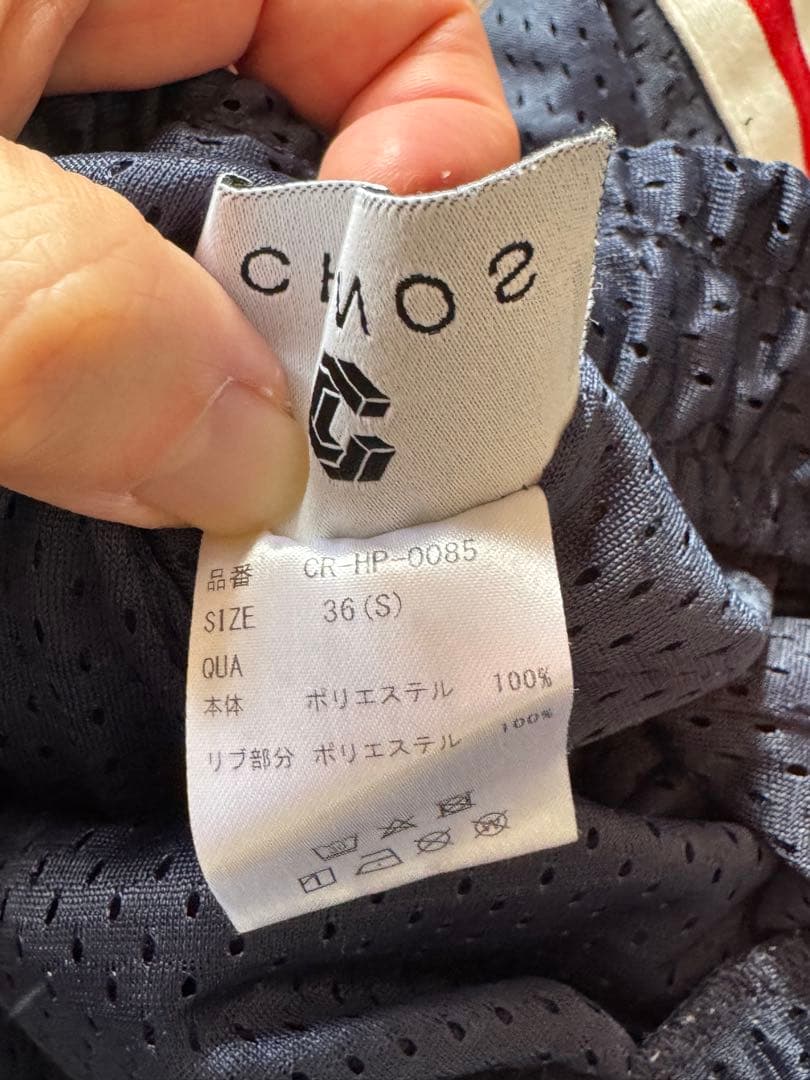 C N O S
品番 CR-HP-0085
SIZE 36(S)
QUA
本体 ポリエステル 100%
リブ部分 ポリエステル 100%